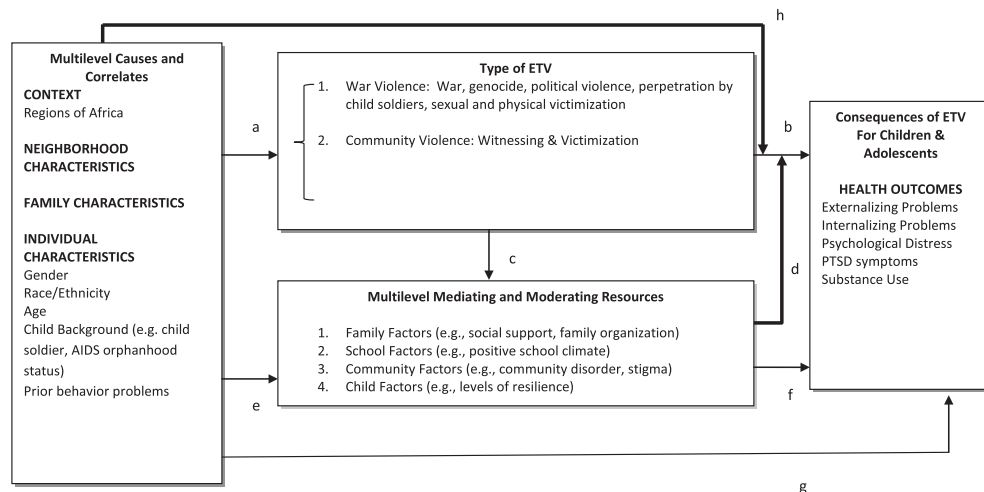 h
Multilevel Causes and
Correlates
CONTEXT
Regions of Africa
NEIGHBORHOOD
CHARACTERISTICS
FAMILY CHARACTERISTICS
INDIVIDUAL
CHARACTERISTICS
Gender
Race/Ethnicity
Age
Child Background (e.g. child
soldier, AIDS orphanhood
status)
Prior behavior problems
a
e
Type of ETV
1. War Violence: War, genocide, political violence, perpetration by
child soldiers, sexual and physical victimization
2. Community Violence: Witnessing & Victimization
c
Multilevel Mediating and Moderating Resources
1. Family Factors (e.g., social support, family organization)
2. School Factors (e.g., positive school climate)
3. Community Factors (e.g., community disorder, stigma)
4. Child Factors (e.g., levels of resilience)
b
d
f
Consequences of ETV
For Children &
Adolescents
HEALTH OUTCOMES
Externalizing Problems
Internalizing Problems
Psychological Distress
PTSD symptoms
Substance Use
g